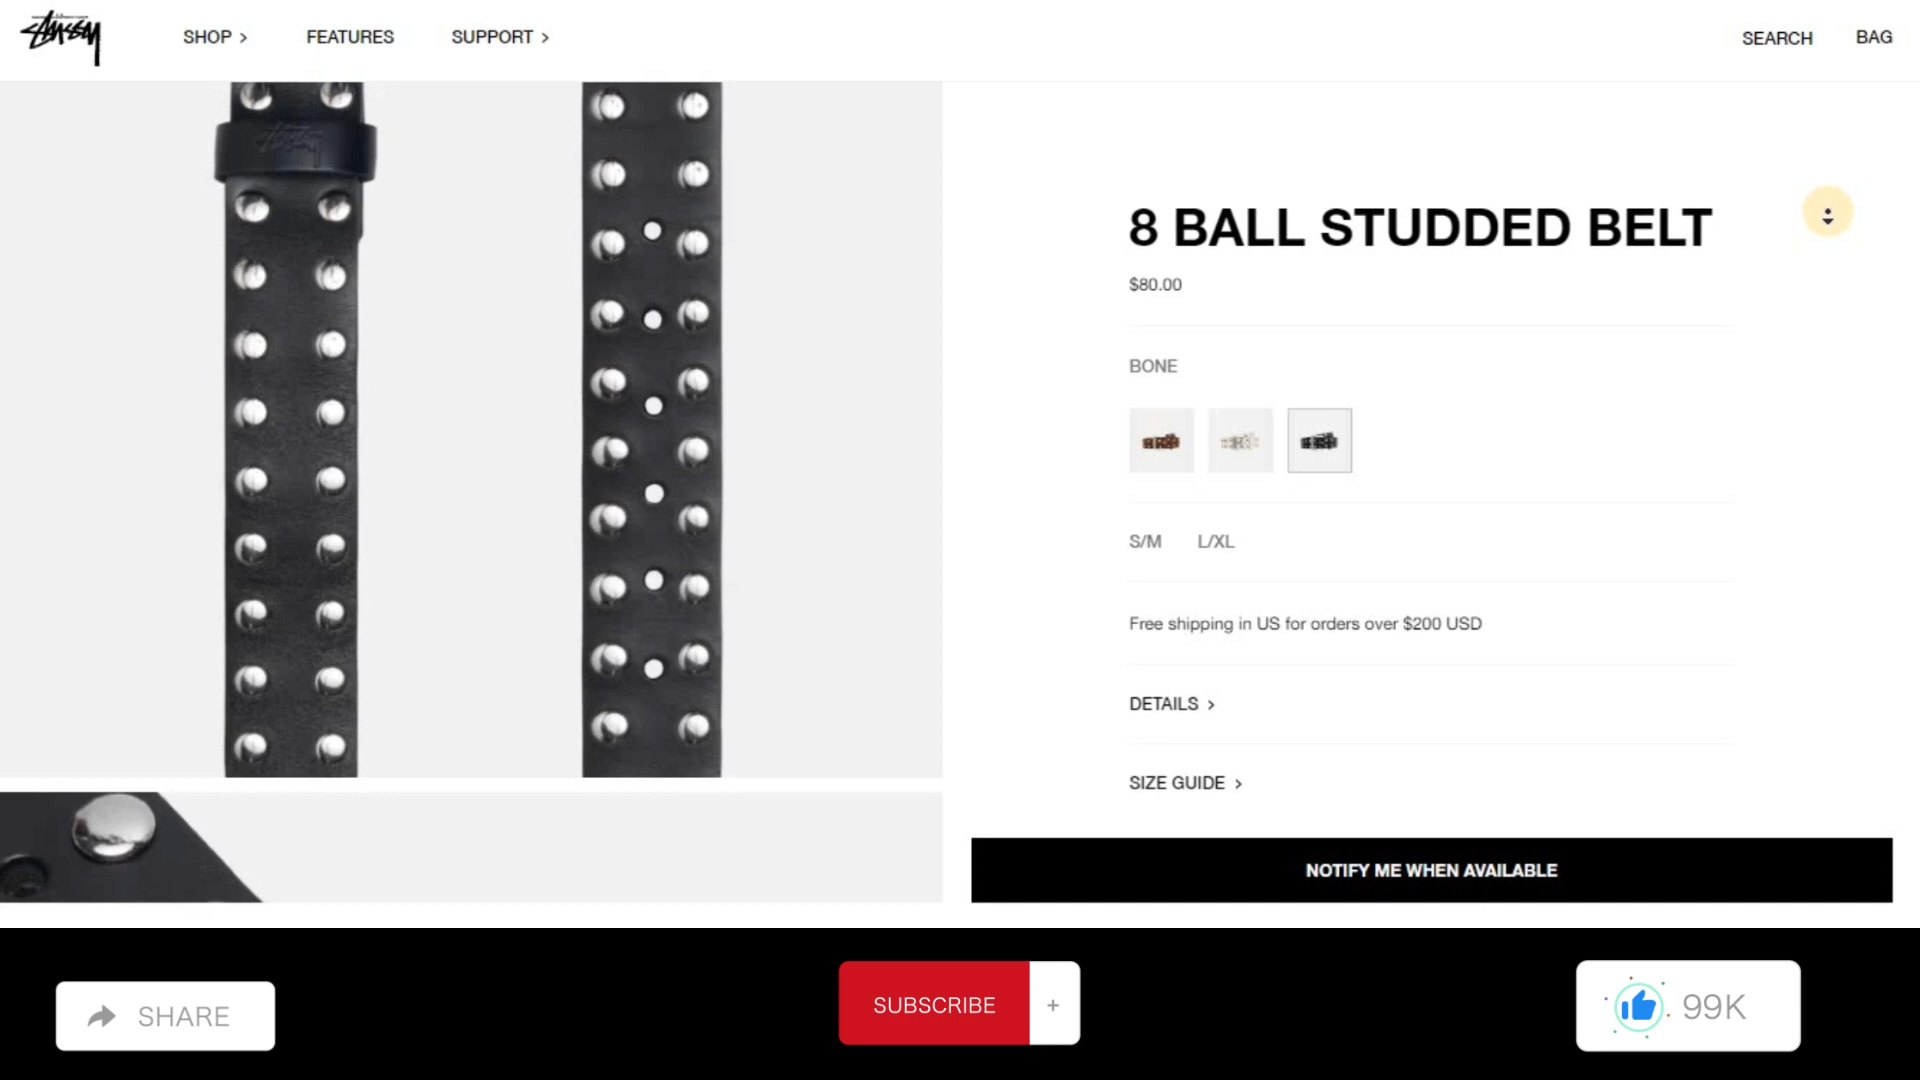 Stüssy
SHOP >
FEATURES
SUPPORT >
SEARCH
BAG
8 BALL STUDDED BELT
$80.00
BONE
S/M
L/XL
Free shipping in US for orders over $200 USD
DETAILS >
SIZE GUIDE >
NOTIFY ME WHEN AVAILABLE
SHARE
SUBSCRIBE
+
99K